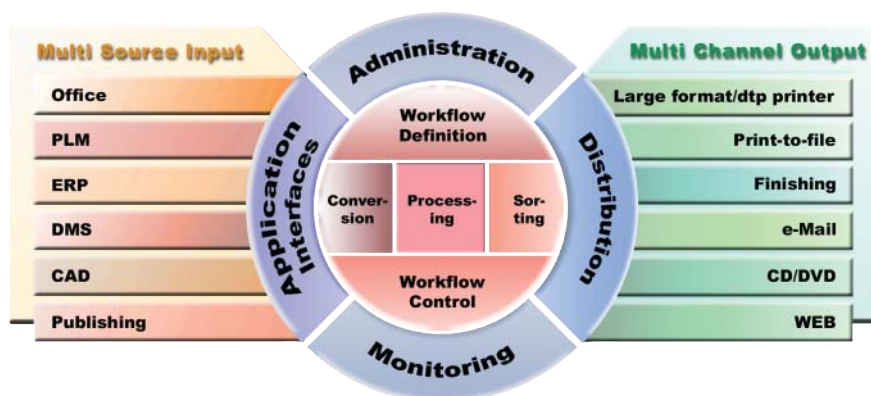 Multi Source Input
Office
PLM
ERP
DMS
CAD
Publishing
Administration
Application
Interfaces
Workflow
Definition
Conver-
sion
Process-
ing
Sor-
ting
Workflow
Control
Monitoring
Distribution
Multi Channel Output
Large format/dtp printer
Print-to-file
Finishing
e-Mail
CD/DVD
WEB